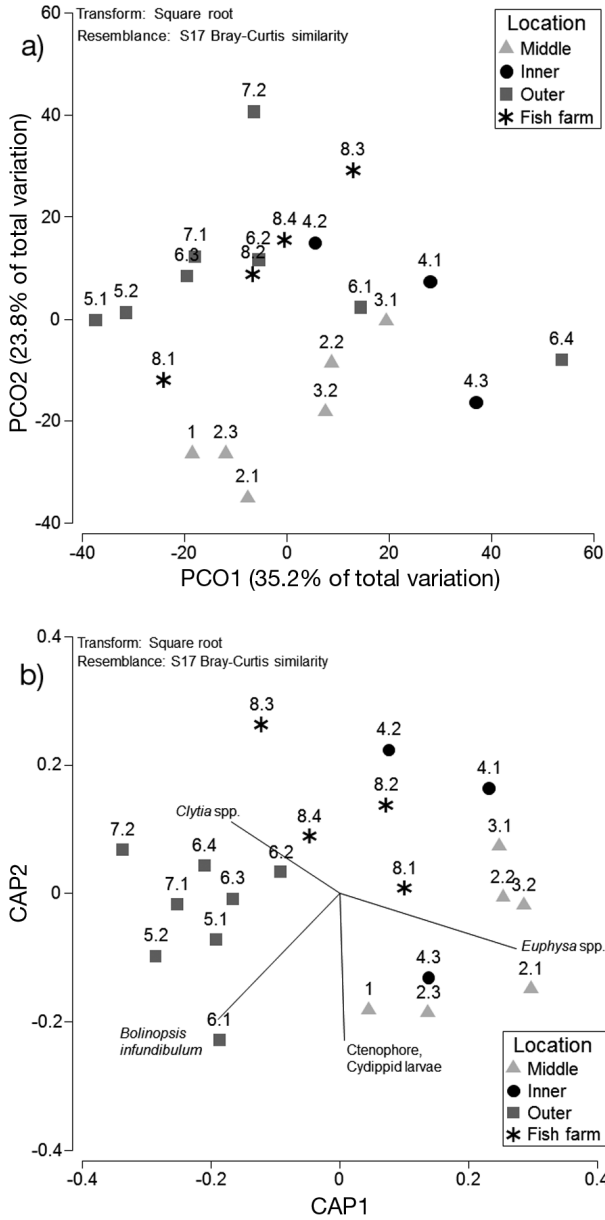 Transform: Square root
Resemblance: S17 Bray-Curtis similarity
a)
Location
Middle
Inner
Outer
Fish farm
60
40
20
0
-20
-40
PCO2 (23.8% of total variation)
7.2
8.3
8.4
4.2
7.1
6.2
6.3
8.2
4.1
5.1
5.2
6.1
3.1
6.4
2.2
8.1
3.2
4.3
1
2.3
2.1
-40
-20
0
20
40
60
PCO1 (35.2% of total variation)
Transform: Square root
Resemblance: S17 Bray-Curtis similarity
b)
0.4
0.2
0
-0.2
-0.4
CAP2
8.3
4.2
4.1
8.2
Clytia spp.
8.4
7.2
6.4
6.2
3.1
7.1
6.3
8.1
2.2
3.2
5.1
5.2
Euphysa spp.
4.3
2.1
1
2.3
6.1
Bolinopsis
infundibulum
Ctenophore,
Cydippid larvae
Location
Middle
Inner
Outer
Fish farm
-0.4
-0.2
0
0.2
0.4
CAP1